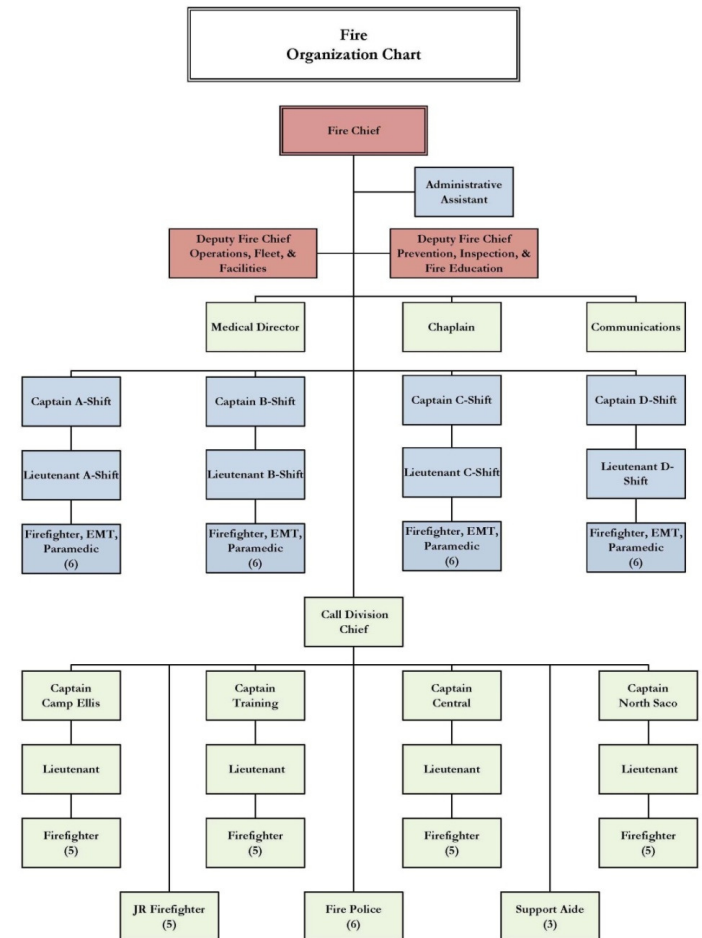 Fire
Organization Chart
Fire Chief
Administrative
Assistant
Deputy Fire Chief
Operations, Fleet, &
Facilities
Deputy Fire Chief
Prevention, Inspection, &
Fire Education
Medical Director
Chaplain
Communications
Captain A-Shift
Captain B-Shift
Captain C-Shift
Captain D-Shift
Lieutenant A-Shift
Lieutenant B-Shift
Lieutenant C-Shift
Lieutenant D-
Shift
Firefighter, EMT,
Paramedic
(6)
Firefighter, EMT,
Paramedic
(6)
Firefighter, EMT,
Paramedic
(6)
Firefighter, EMT,
Paramedic
(6)
Call Division
Chief
Captain
Camp Ellis
Captain
Training
Captain
Central
Captain
North Saco
Lieutenant
Lieutenant
Lieutenant
Lieutenant
Firefighter
(5)
Firefighter
(5)
Firefighter
(5)
Firefighter
(5)
JR Firefighter
(5)
Fire Police
(6)
Support Aide
(3)